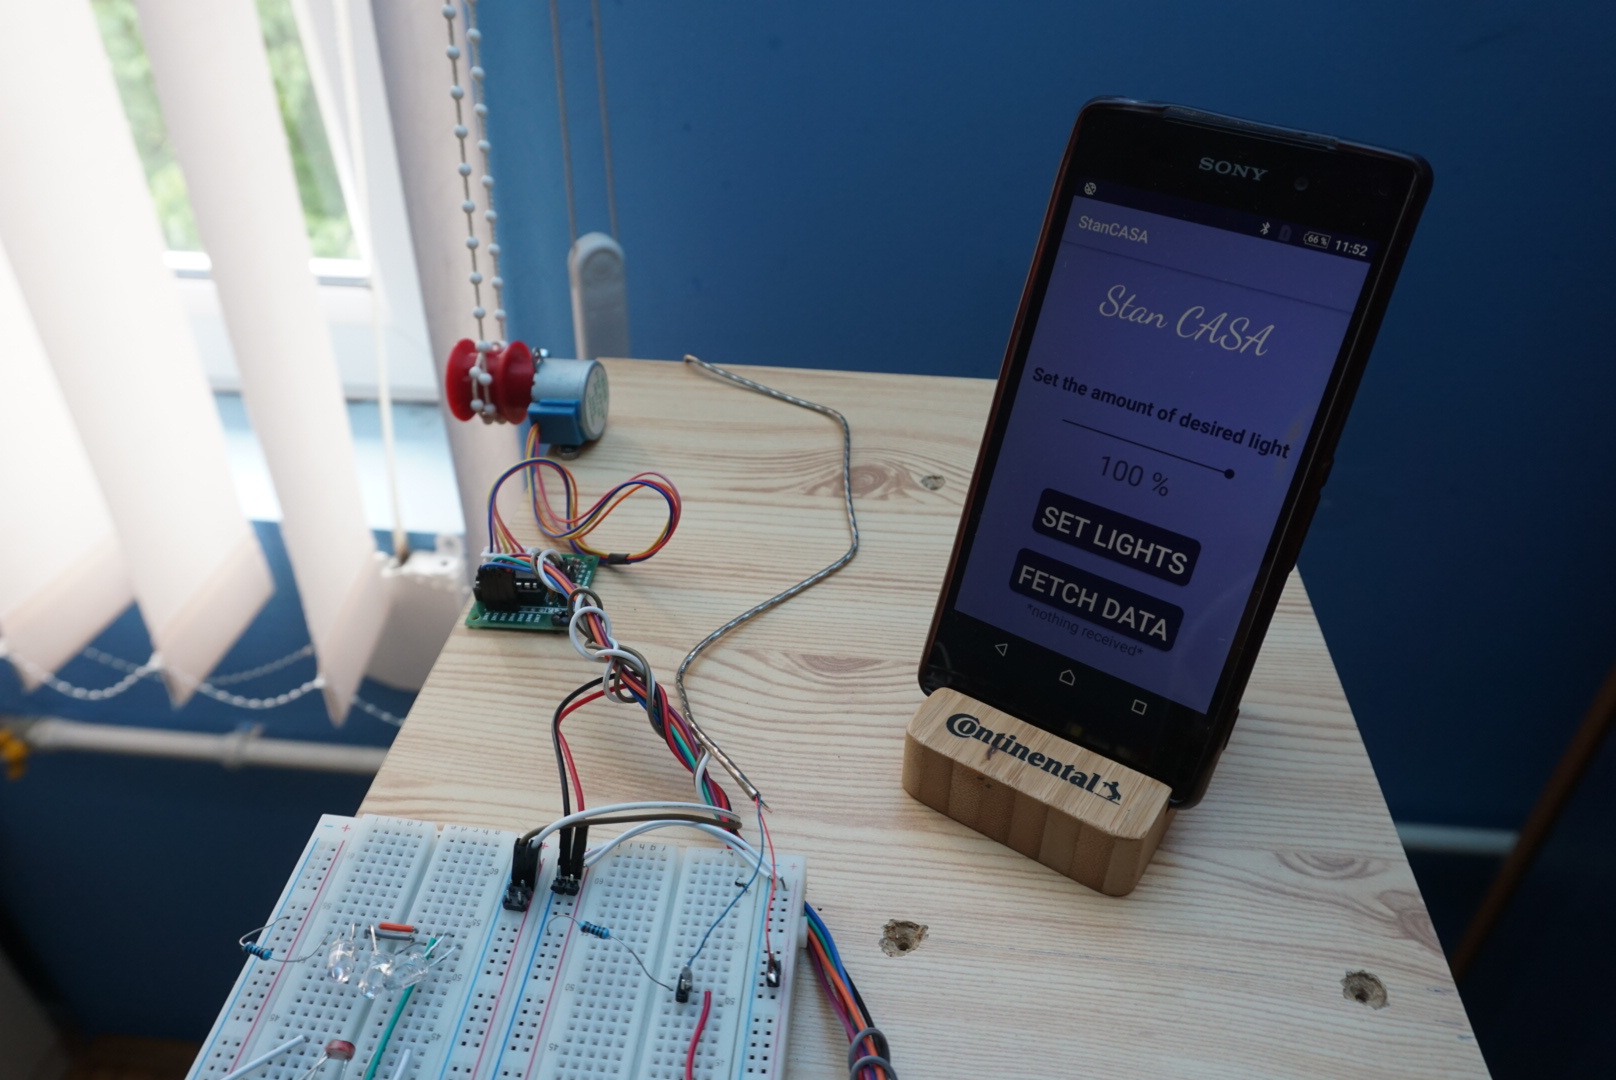 SONY
66 % 11:52
StanCASA
Stan CASA
Set the amount of desired light
100 %
SET LIGHTS
FETCH DATA
*nothing received*
Continental